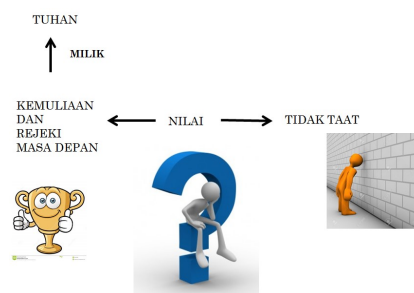 TUHAN
MILIK
KEMULIAAN
DAN
REJEKI
MASA DEPAN
NILAI
TIDAK TAAT